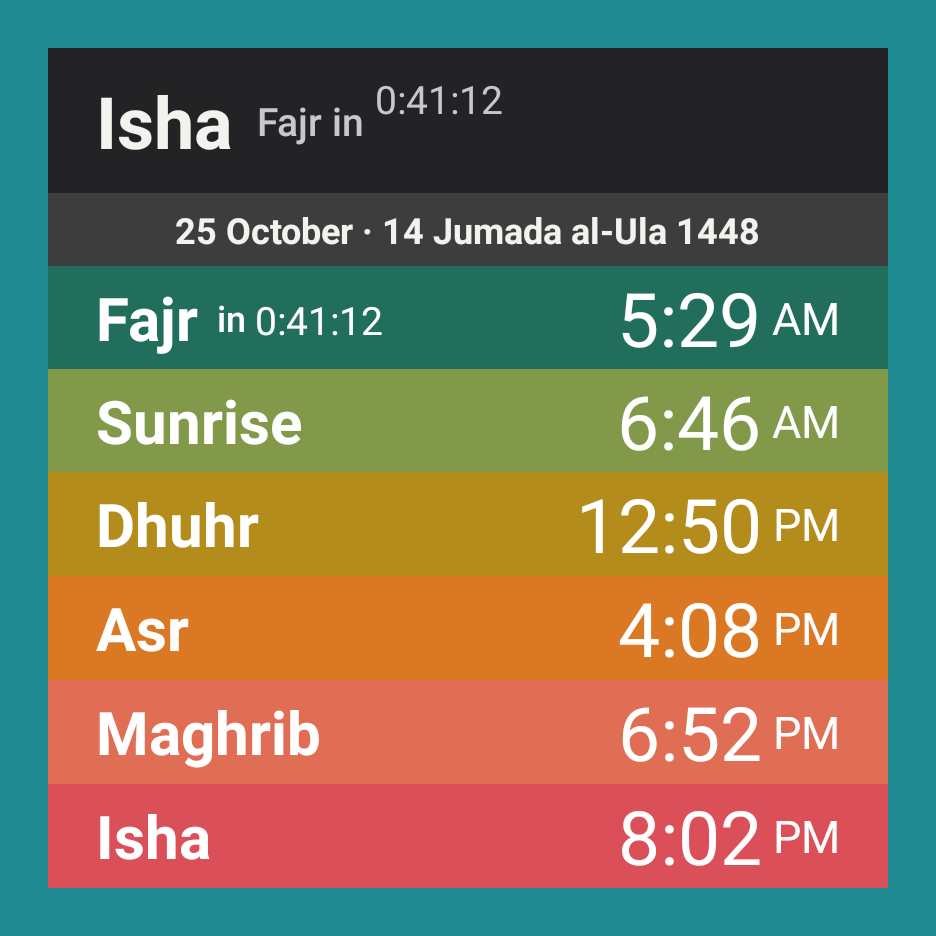 Isha Fajr in 0:41:12
25 October · 14 Jumada al-Ula 1448
Fajr in 0:41:12 5:29 AM
Sunrise 6:46 AM
Dhuhr 12:50 PM
Asr 4:08 PM
Maghrib 6:52 PM
Isha 8:02 PM